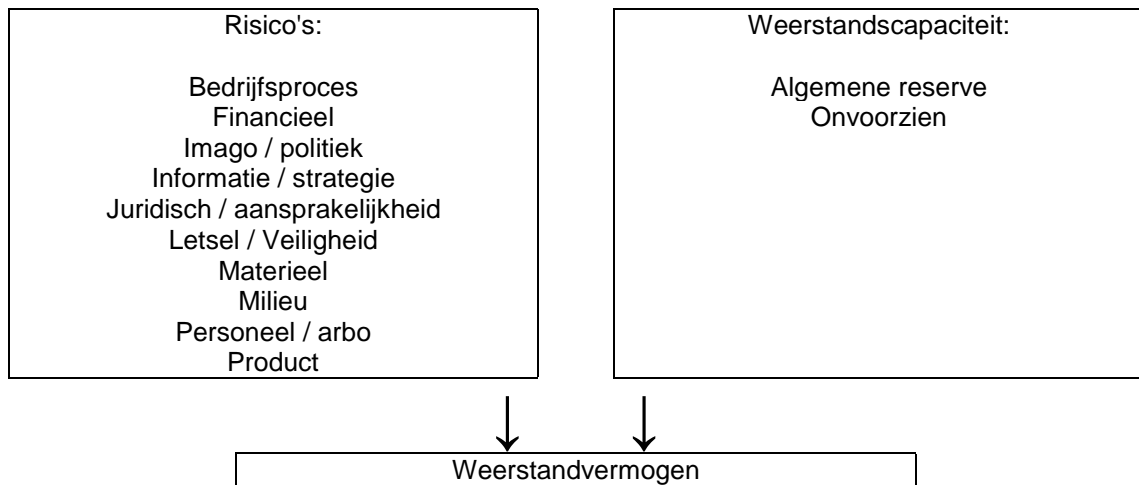 Risico's:
Bedrijfsproces
Financieel
Imago / politiek
Informatie / strategie
Juridisch / aansprakelijkheid
Letsel / Veiligheid
Materieel
Milieu
Personeel / arbo
Product
Weerstandscapaciteit:
Algemene reserve
Onvoorzien
Weerstandvermogen